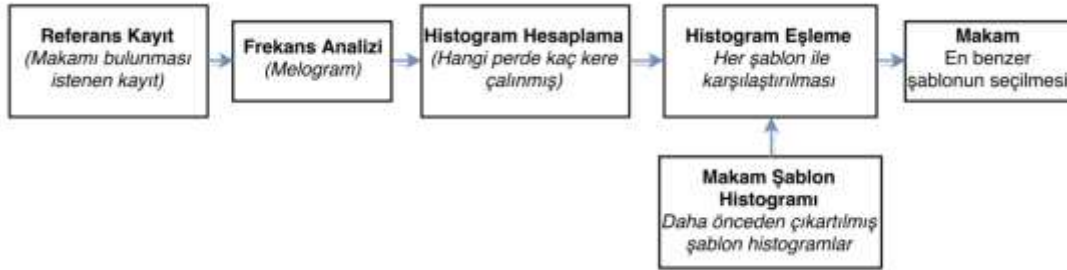 Referans Kayıt
(Makamı bulunması
istenen kayıt)
Frekans Analizi
(Melogram)
Histogram Hesaplama
(Hangi perde kaç kere
çalınmış)
Histogram Eşleme
Her şablon ile
karşılaştırılması
Makam
En benzer
şablonun seçilmesi
Makam Şablon
Histogramı
Daha önceden çıkartılmış
şablon histogramlar